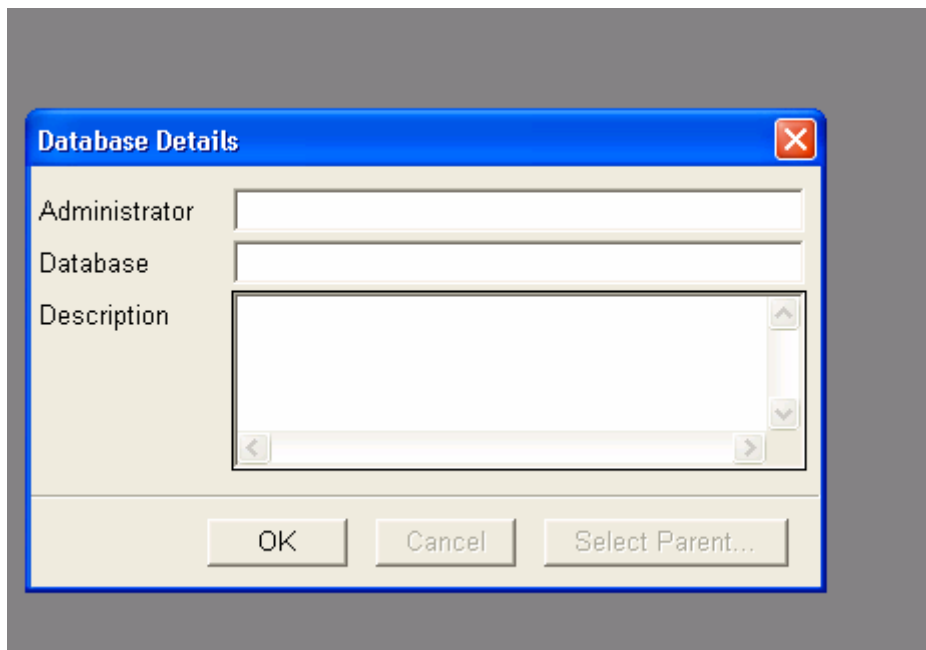 Database Details
Administrator
Database
Description
OK Cancel Select Parent...